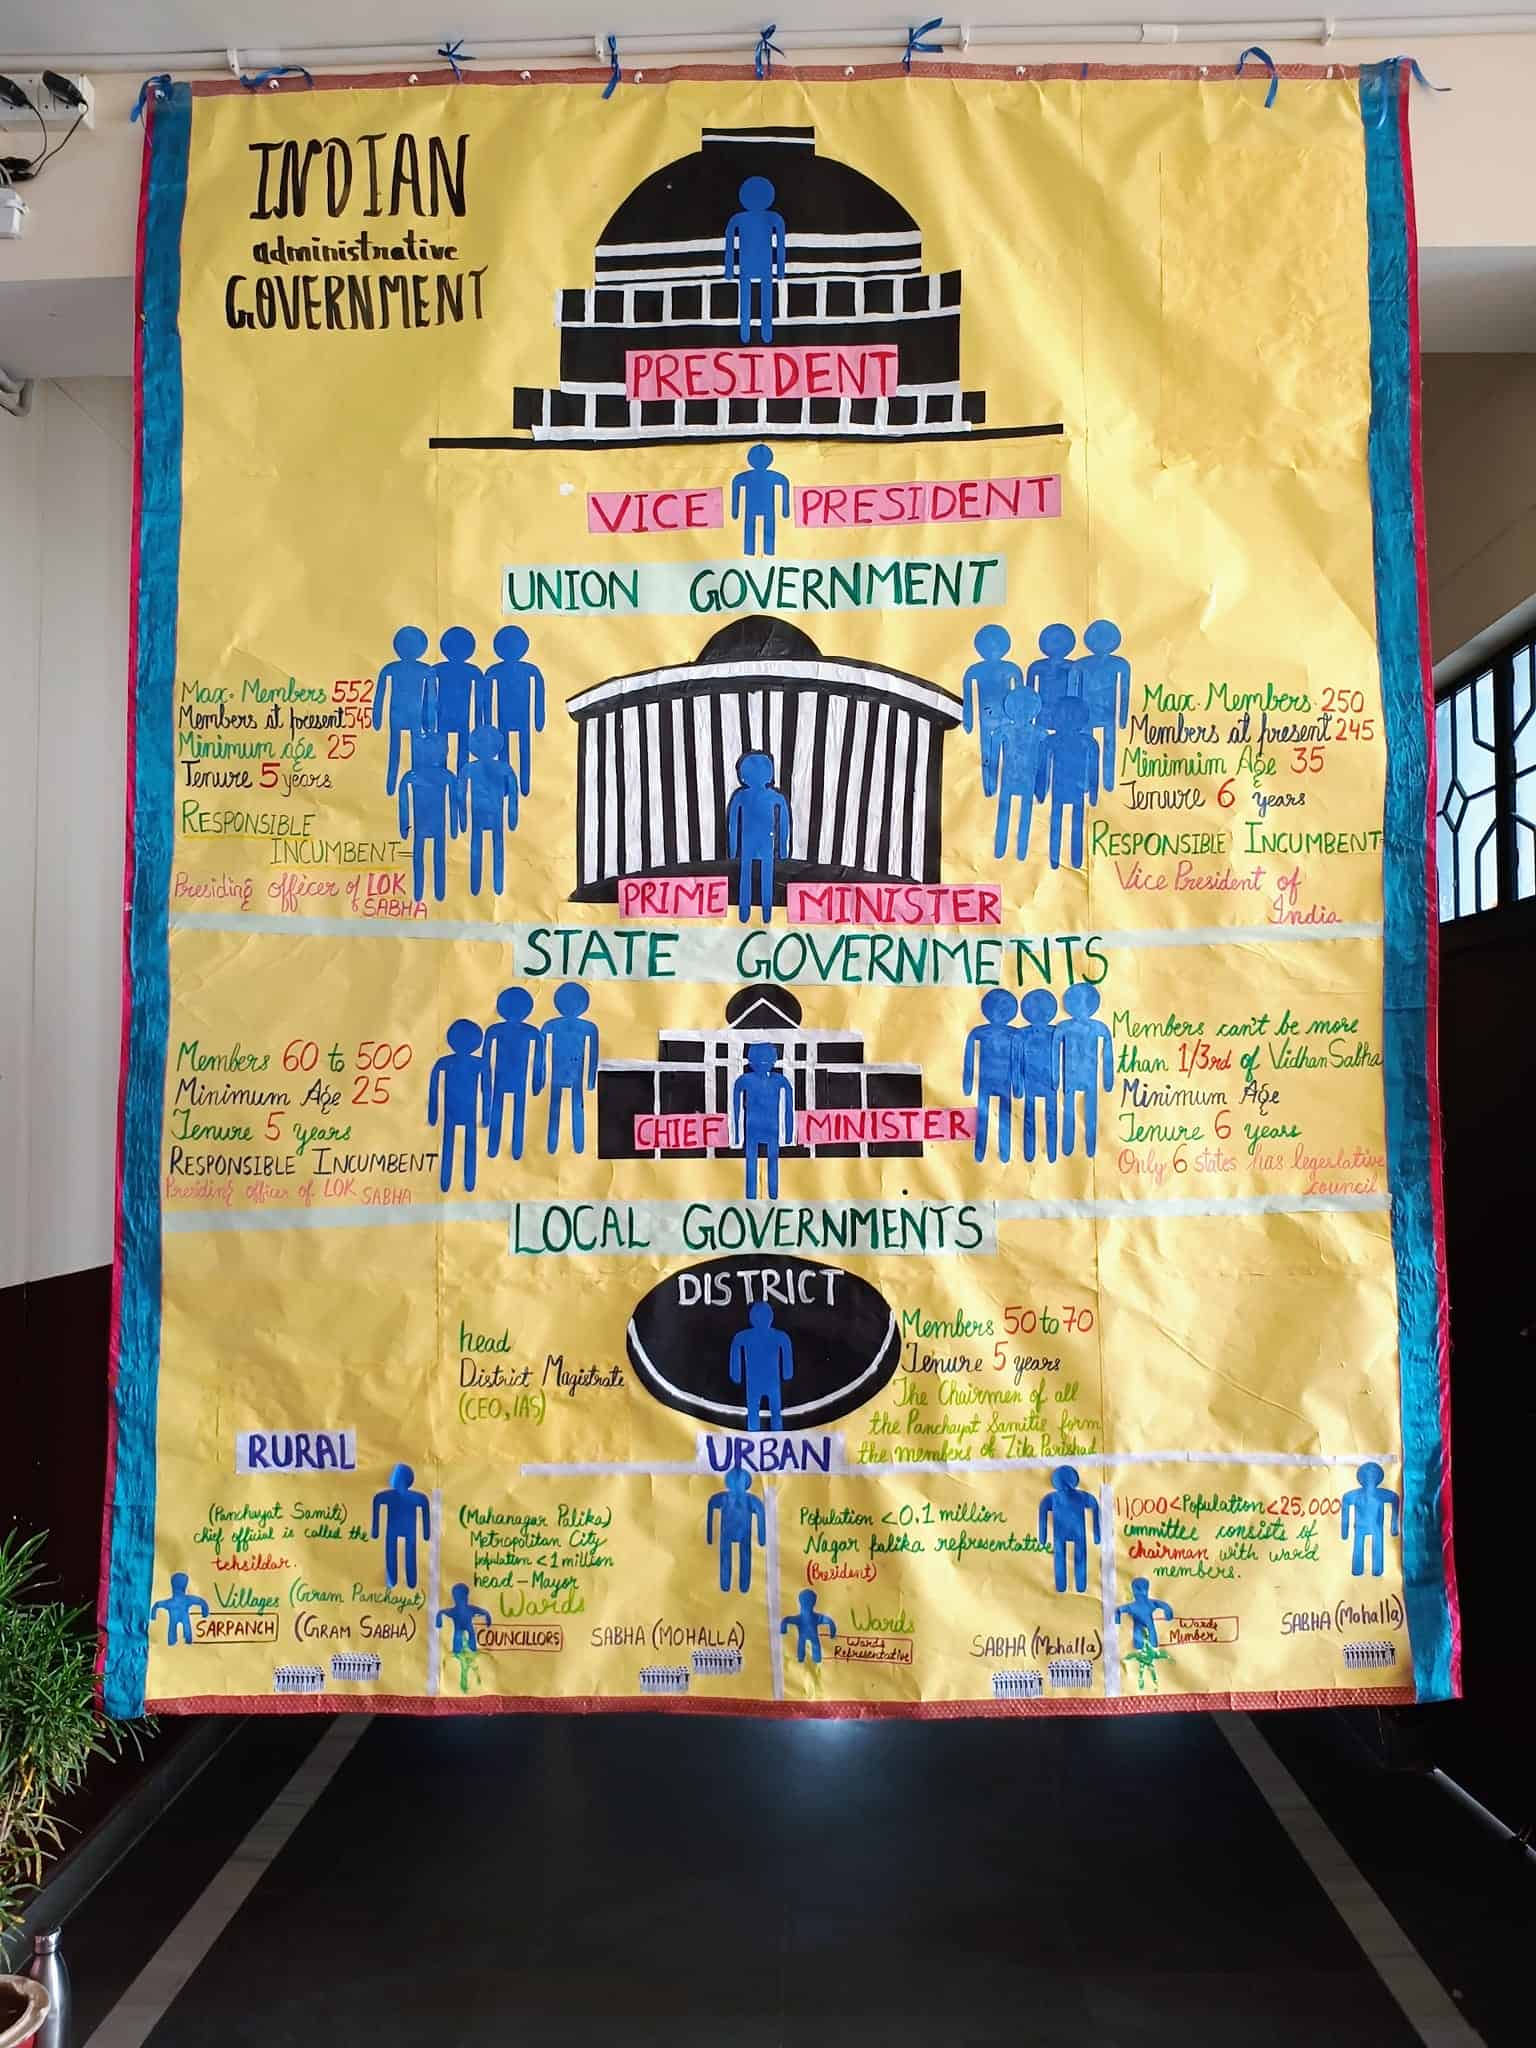 INDIAN
administrative
GOVERNMENT
PRESIDENT
VICE PRESIDENT
UNION GOVERNMENT
Max. Members 552
Members at present 545
Minimum age 25
Tenure 5 years
RESPONSIBLE
INCUMBENT=
Presiding officer of LOK
SABHA
PRIME MINISTER
Max. Members 250
Members at present 245
Minimum Age 35
Tenure 6 years
RESPONSIBLE INCUMBENT
Vice President of
India
STATE GOVERNMENTS
Members 60 to 500
Minimum Age 25
Tenure 5 years
RESPONSIBLE INCUMBENT
Presiding officer of LOK SABHA
CHIEF MINISTER
Members can't be more
than 1/3rd of Vidhan Sabha
Minimum Age
Tenure 6 years
Only 6 states has legerlative
council
LOCAL GOVERNMENTS
DISTRICT
head
District Magistrate
(CEO, IAS)
Members 50 to 70
Tenure 5 years
The Chairmen of all
the Panchayat Samitis form
the members of Zila Parishad
RURAL
URBAN
(Panchayat Samiti)
chief official is called the
tehsildar.
Villages (Gram Panchayat)
SARPANCH (GRAM SABHA)
(Mahanagar Palika)
Metropolitan City
population < 1 million
head - Mayor
Wards
COUNCILLORS SABHA (MOHALLA)
Population < 0.1 million
Nagar palika representative
(President)
Wards
Wards
Representative
SABHA (Mohalla)
11,000 < Population < 25,000
committee consists of
chairman with ward
members.
Wards
Member
SABHA (Mohalla)